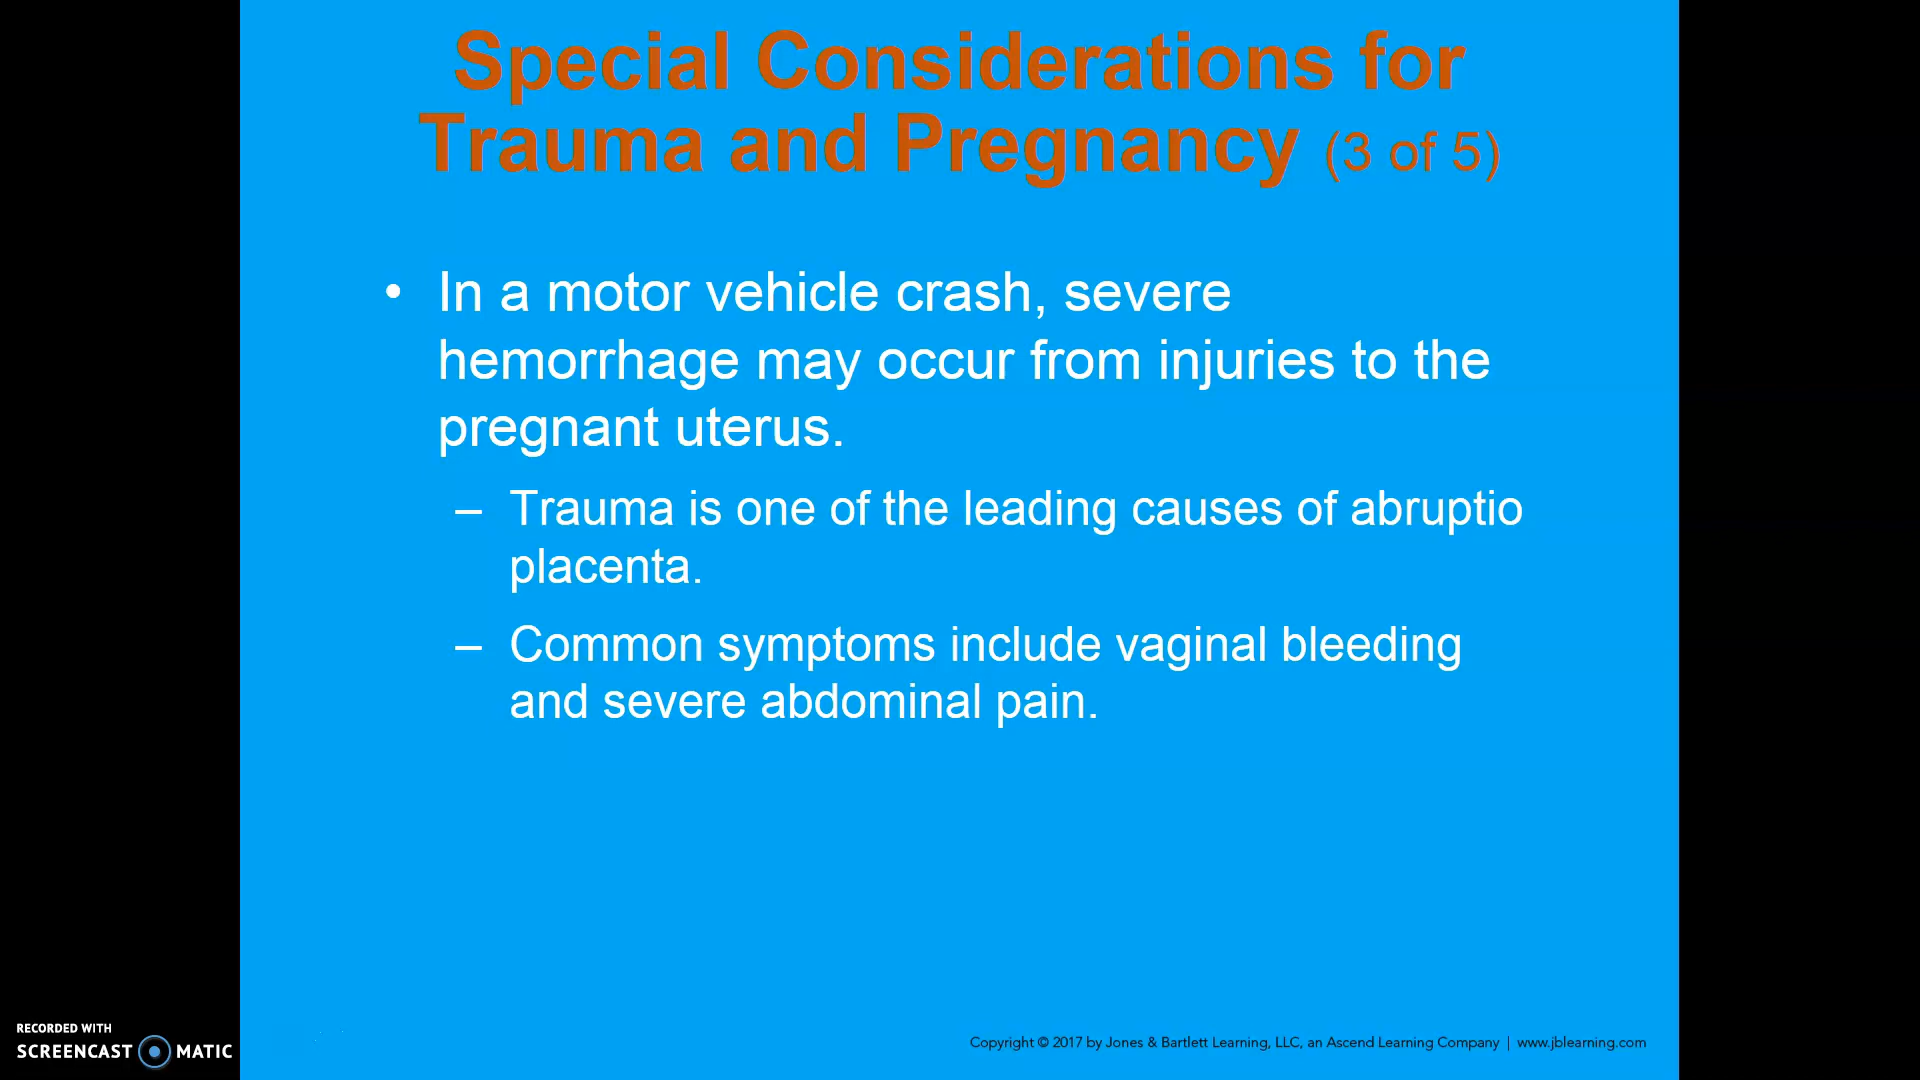 Special Considerations for
Trauma and Pregnancy (3 of 5)
• In a motor vehicle crash, severe
hemorrhage may occur from injuries to the
pregnant uterus.
– Trauma is one of the leading causes of abruptio
placenta.
– Common symptoms include vaginal bleeding
and severe abdominal pain.
RECORDED WITH
SCREENCAST MATIC
Copyright © 2017 by Jones & Bartlett Learning, LLC, an Ascend Learning Company | www.jblearning.com